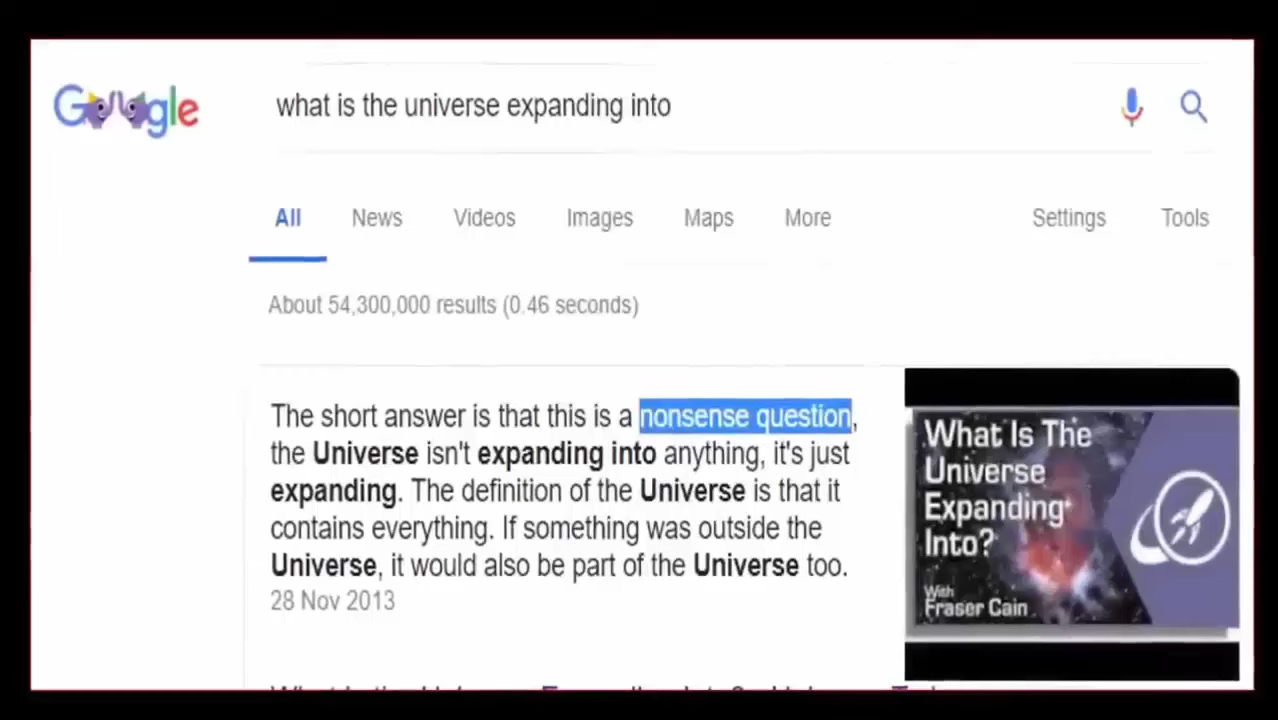 Google
what is the universe expanding into
All News Videos Images Maps More Settings Tools
About 54,300,000 results (0.46 seconds)
The short answer is that this is a nonsense question,
the Universe isn't expanding into anything, it's just
expanding. The definition of the Universe is that it
contains everything. If something was outside the
Universe, it would also be part of the Universe too.
28 Nov 2013
What Is The
Universe
Expanding
Into?
With
Fraser Cain